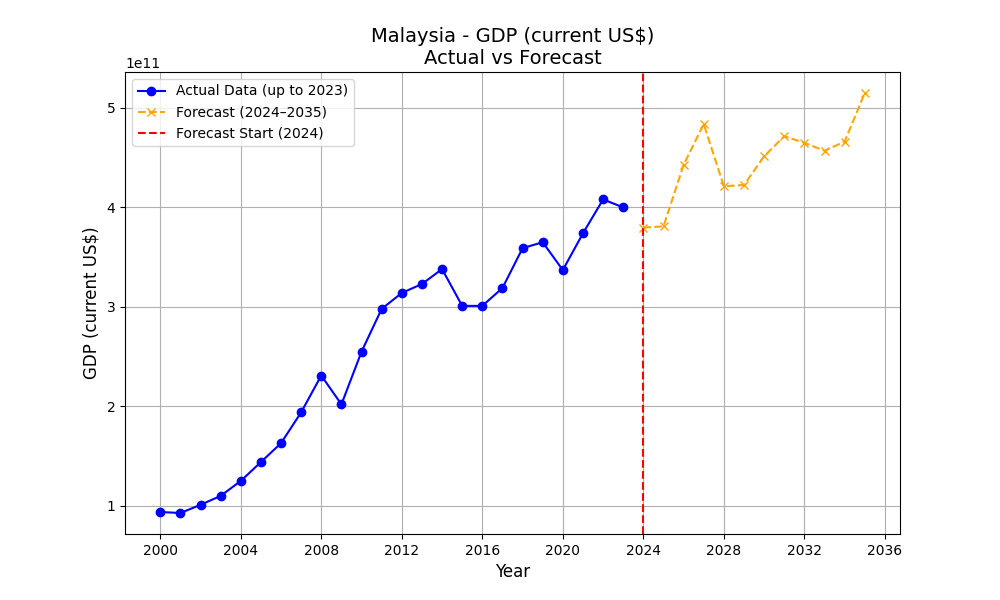 Malaysia - GDP (current US$)
Actual vs Forecast
1e11
Actual Data (up to 2023)
Forecast (2024–2035)
Forecast Start (2024)
5
4
3
2
1
GDP (current US$)
2000 2004 2008 2012 2016 2020 2024 2028 2032 2036
Year